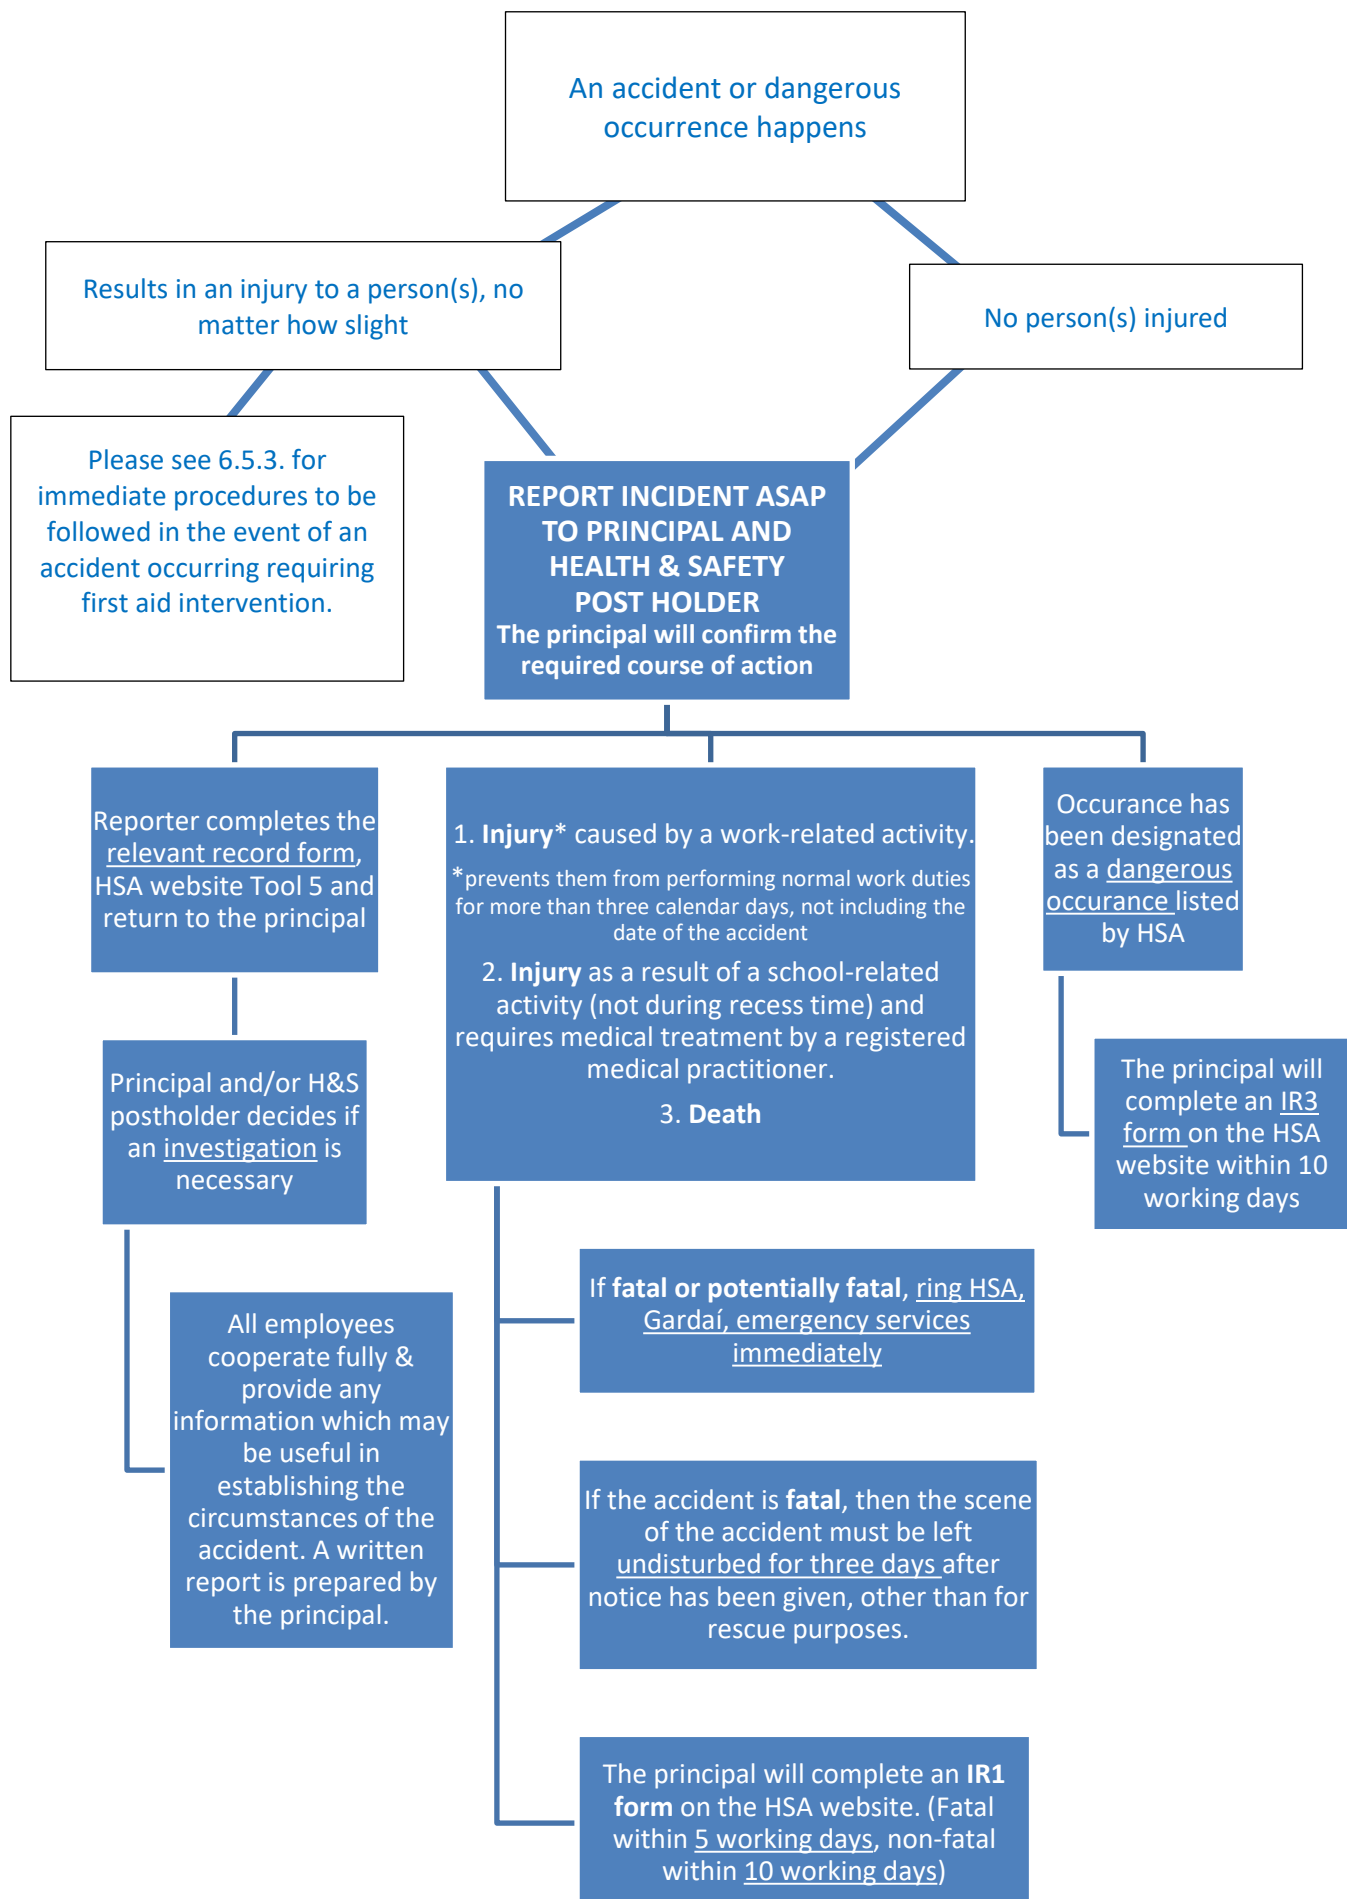 An accident or dangerous
occurrence happens
Results in an injury to a person(s), no
matter how slight
No person(s) injured
Please see 6.5.3. for
immediate procedures to be
followed in the event of an
accident occurring requiring
first aid intervention.
REPORT INCIDENT ASAP
TO PRINCIPAL AND
HEALTH & SAFETY
POST HOLDER
The principal will confirm the
required course of action
Reporter completes the
relevant record form,
HSA website Tool 5 and
return to the principal
Principal and/or H&S
postholder decides if
an investigation is
necessary
All employees
cooperate fully &
provide any
information which may
be useful in
establishing the
circumstances of the
accident. A written
report is prepared by
the principal.
1. Injury* caused by a work-related activity.
*prevents them from performing normal work duties
for more than three calendar days, not including the
date of the accident
2. Injury as a result of a school-related
activity (not during recess time) and
requires medical treatment by a registered
medical practitioner.
3. Death
If fatal or potentially fatal, ring HSA,
Gardaí, emergency services
immediately
If the accident is fatal, then the scene
of the accident must be left
undisturbed for three days after
notice has been given, other than for
rescue purposes.
The principal will complete an IR1
form on the HSA website. (Fatal
within 5 working days, non-fatal
within 10 working days)
Occurance has
been designated
as a dangerous
occurance listed
by HSA
The principal will
complete an IR3
form on the HSA
website within 10
working days